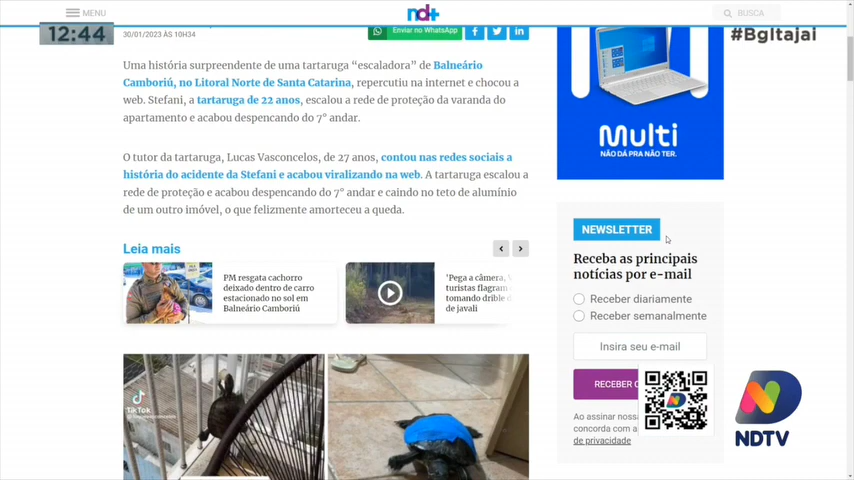 MENU
nd+
BUSCA
12:44
30/01/2023 ÀS 10H34
Enviar no WhatsApp
#BgItajaí
Uma história surpreendente de uma tartaruga “escaladora” de Balneário
Camboriú, no Litoral Norte de Santa Catarina, repercutiu na internet e chocou a
web. Stefani, a tartaruga de 22 anos, escalou a rede de proteção da varanda do
apartamento e acabou despencando do 7° andar.
O tutor da tartaruga, Lucas Vasconcelos, de 27 anos, contou nas redes sociais a
história do acidente da Stefani e acabou viralizando na web. A tartaruga escalou a
rede de proteção e acabou despencando do 7° andar e caindo no teto de alumínio
de um outro imóvel, o que felizmente amorteceu a queda.
Leia mais
PM resgata cachorro
deixado dentro de carro
estacionado no sol em
Balneário Camboriú
'Pega a câmera,
turistas flagram
tomando drible d
de javali
TikTok
Multi
NÃO DÁ PRA NÃO TER.
NEWSLETTER
Receba as principais
notícias por e-mail
Receber diariamente
Receber semanalmente
Insira seu e-mail
RECEBER
Ao assinar nossa
concorda com a
de privacidade
NDTV